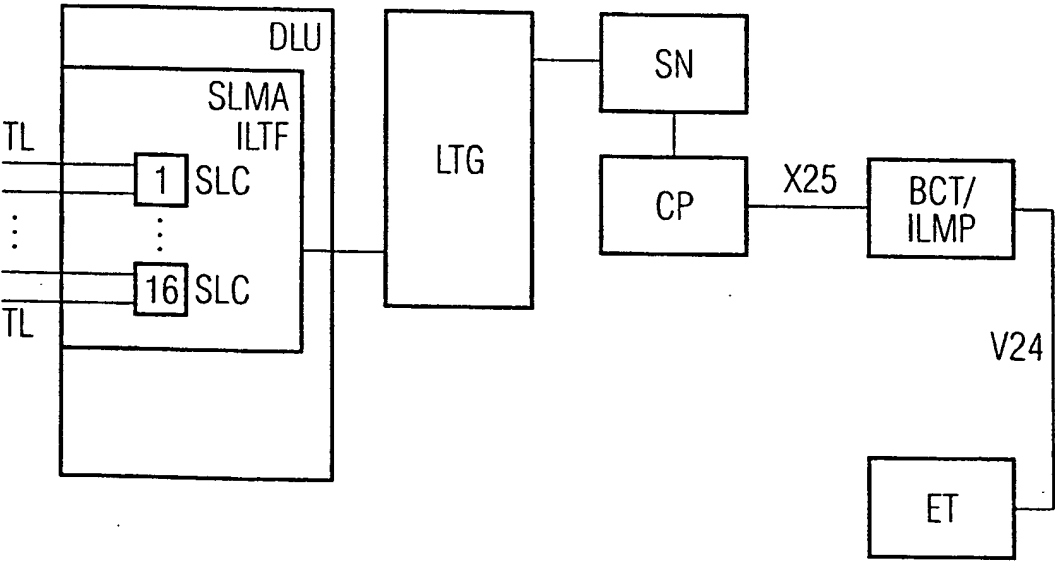 DLU
SLMA
ILTF
TL
1 SLC
16 SLC
TL
LTG
SN
CP
X25
BCT/
ILMP
V24
ET